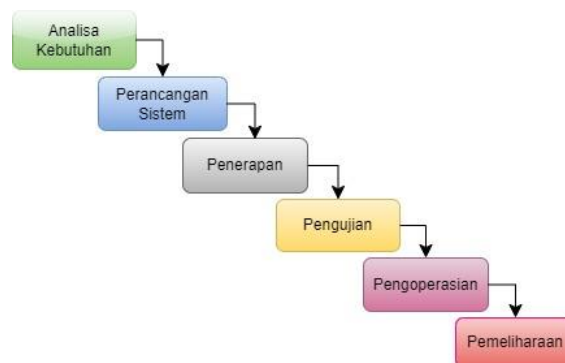 Analisa
Kebutuhan
Perancangan
Sistem
Penerapan
Pengujian
Pengoperasian
Pemeliharaan